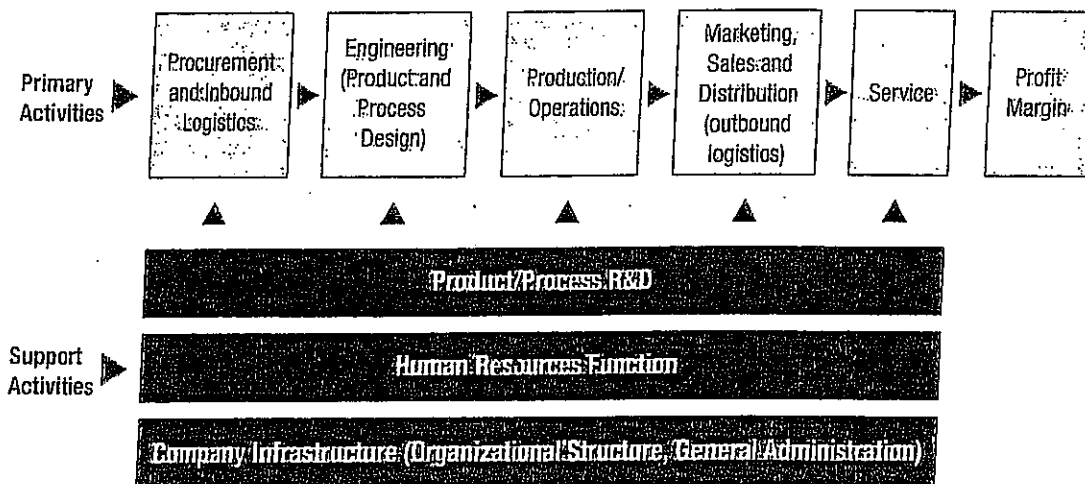 Primary
Activities
Procurement
and Inbound
Logistics
Engineering
(Product and
Process
Design)
Production/
Operations
Marketing,
Sales and
Distribution
(outbound
logistics)
Service
Profit
Margin
Product/Process R&D
Support
Activities
Human Resources Function
Company Infrastructure (Organizational Structure, General Administration)